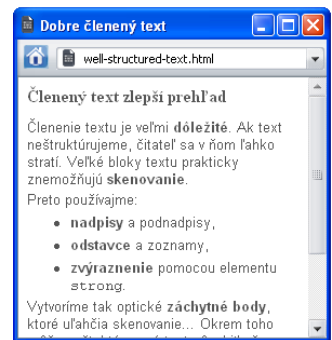 Dobre členený text
well-structured-text.html
Členený text zlepší prehľad
Členenie textu je veľmi dôležité. Ak text
neštruktúrujeme, čitateľ sa v ňom ľahko
stratí. Veľké bloky textu prakticky
znemožňujú skenovanie.
Preto používajme:
nadpisy a podnadpisy,
odstavce a zoznamy,
zvýraznenie pomocou elementu
strong.
Vytvoríme tak optické záchytné body,
ktoré uľahčia skenovanie... Okrem toho